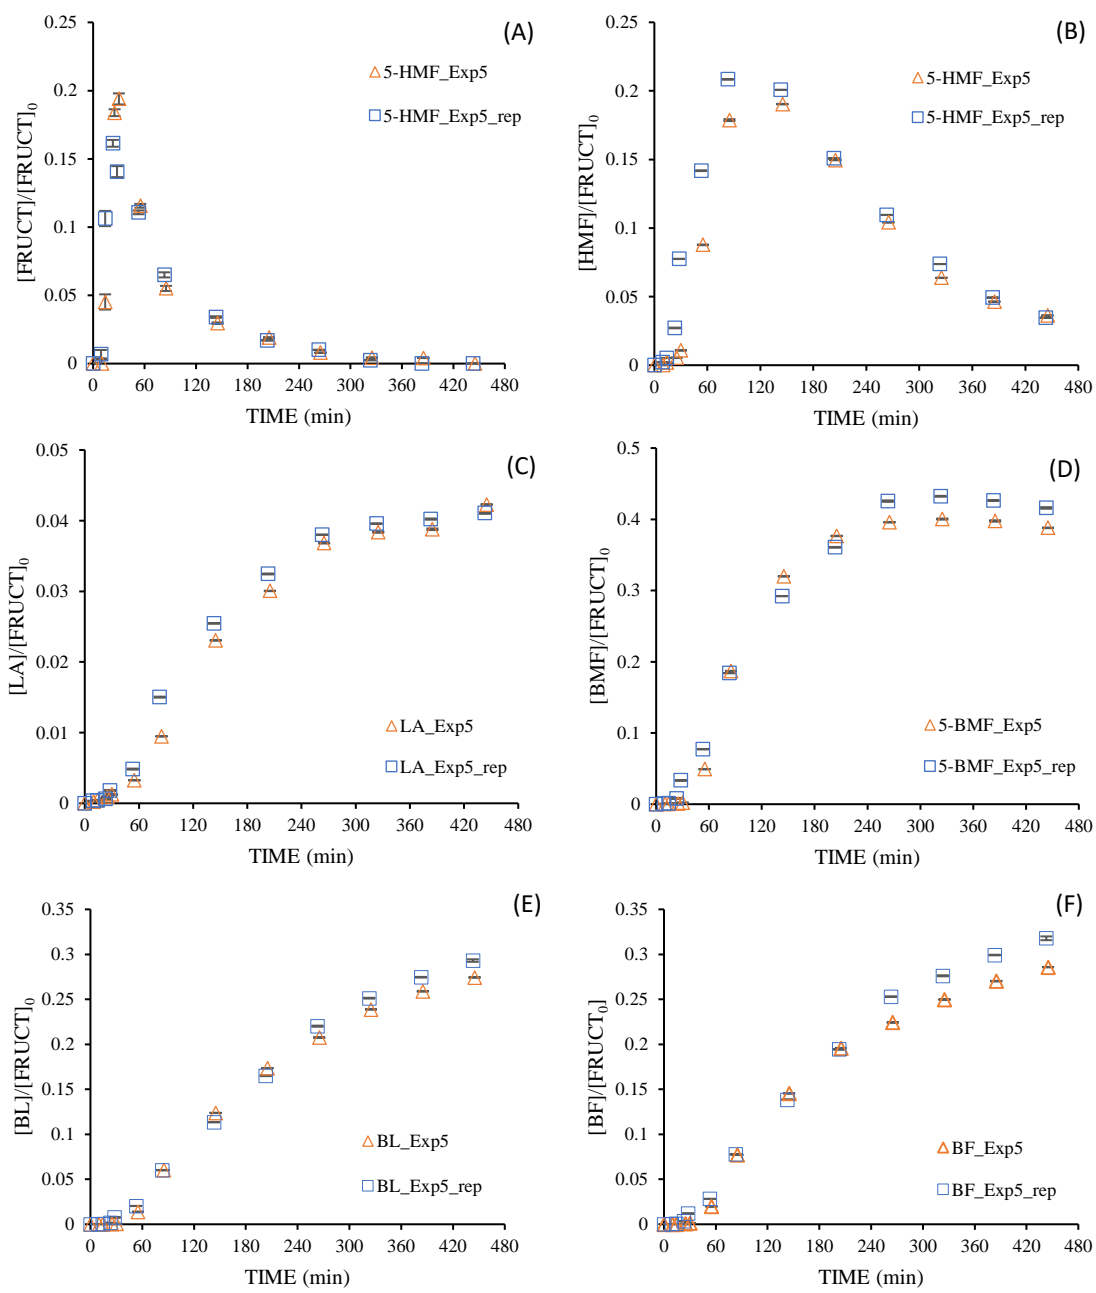 (A)
0.25
0.2
0.15
0.1
0.05
0
[FRUCT]/[FRUCT]0
5-HMF_Exp5
5-HMF_Exp5_rep
0 60 120 180 240 300 360 420 480
TIME (min)
(B)
0.25
0.2
0.15
0.1
0.05
0
[HMF]/[FRUCT]0
5-HMF_Exp5
5-HMF_Exp5_rep
0 60 120 180 240 300 360 420 480
TIME (min)
(C)
0.05
0.04
0.03
0.02
0.01
0
[LA]/[FRUCT]0
LA_Exp5
LA_Exp5_rep
0 60 120 180 240 300 360 420 480
TIME (min)
(D)
0.5
0.4
0.3
0.2
0.1
0
[BMF]/[FRUCT]0
5-BMF_Exp5
5-BMF_Exp5_rep
0 60 120 180 240 300 360 420 480
TIME (min)
(E)
0.35
0.3
0.25
0.2
0.15
0.1
0.05
0
[BL]/[FRUCT]0
BL_Exp5
BL_Exp5_rep
0 60 120 180 240 300 360 420 480
TIME (min)
(F)
0.35
0.3
0.25
0.2
0.15
0.1
0.05
0
[BF]/[FRUCT0]
BF_Exp5
BF_Exp5_rep
0 60 120 180 240 300 360 420 480
TIME (min)